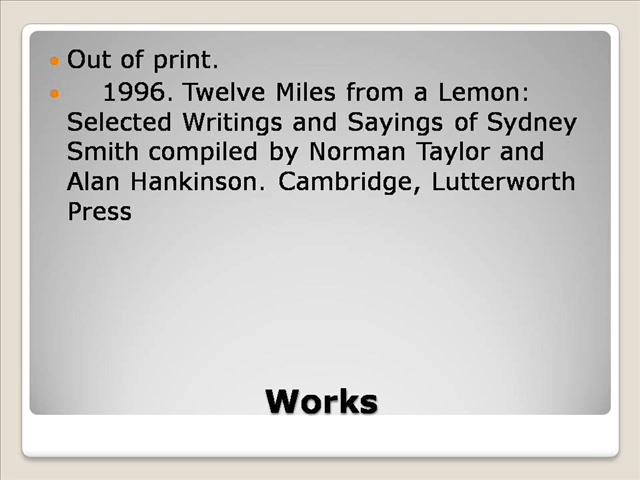 Out of print.
1996. Twelve Miles from a Lemon:
Selected Writings and Sayings of Sydney
Smith compiled by Norman Taylor and
Alan Hankinson. Cambridge, Lutterworth
Press
Works